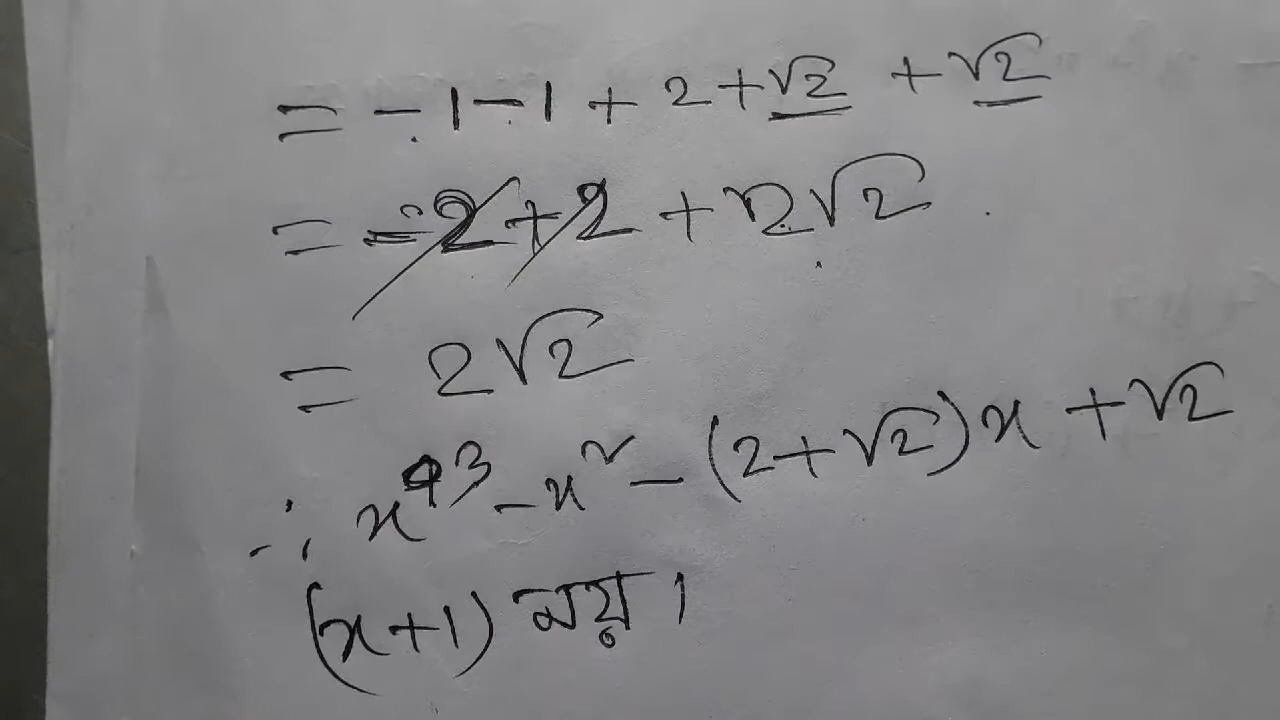 = -1-1+2+√2 +√2
= -2+2+2√2
= 2√2
∴ x³-x²-(2+√2)x+√2
(x+1) নয়।